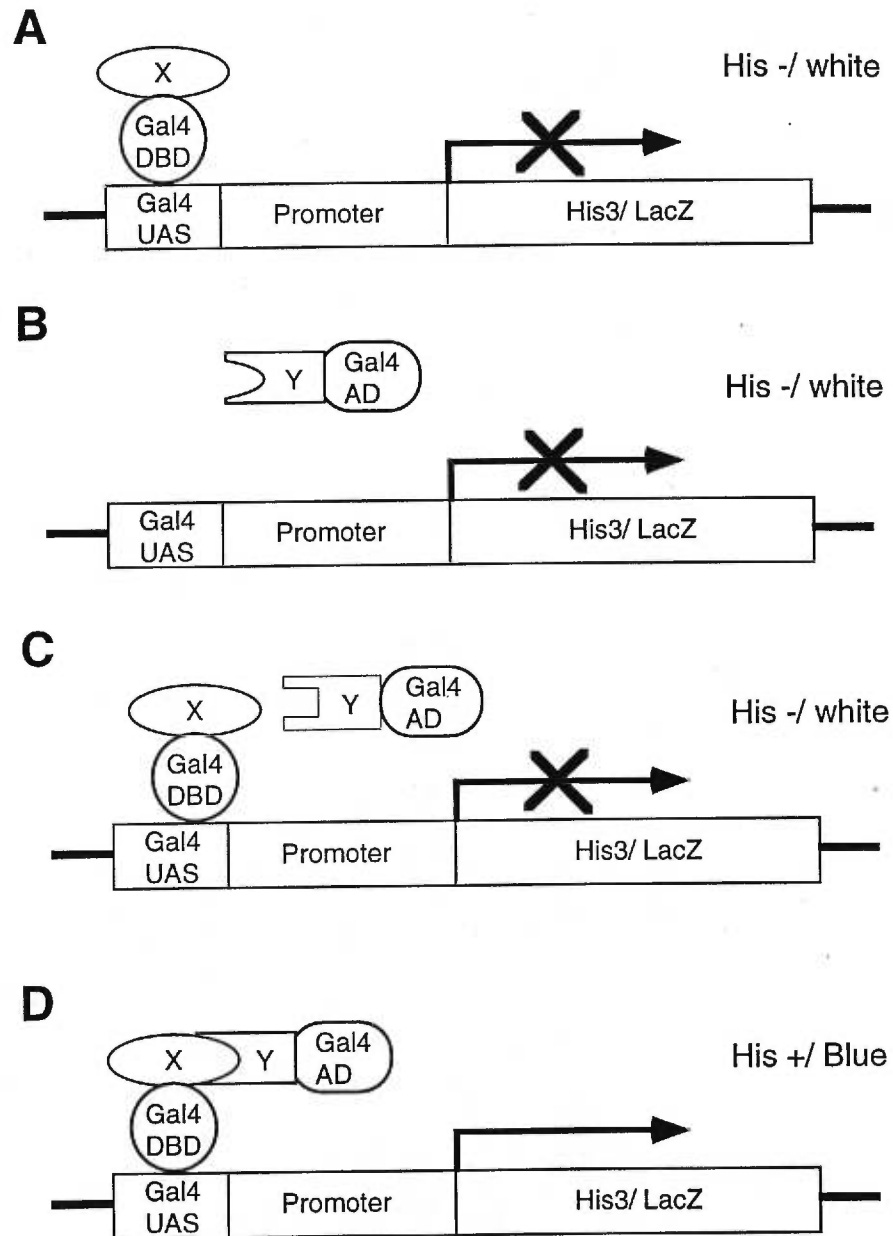 A
X
His -/ white
Gal4
DBD
Gal4
UAS
Promoter
His3/ LacZ
B
Y
Gal4
AD
His -/ white
Gal4
UAS
Promoter
His3/ LacZ
C
X
Y
Gal4
AD
His -/ white
Gal4
DBD
Gal4
UAS
Promoter
His3/ LacZ
D
X
Y
Gal4
AD
His +/ Blue
Gal4
DBD
Gal4
UAS
Promoter
His3/ LacZ